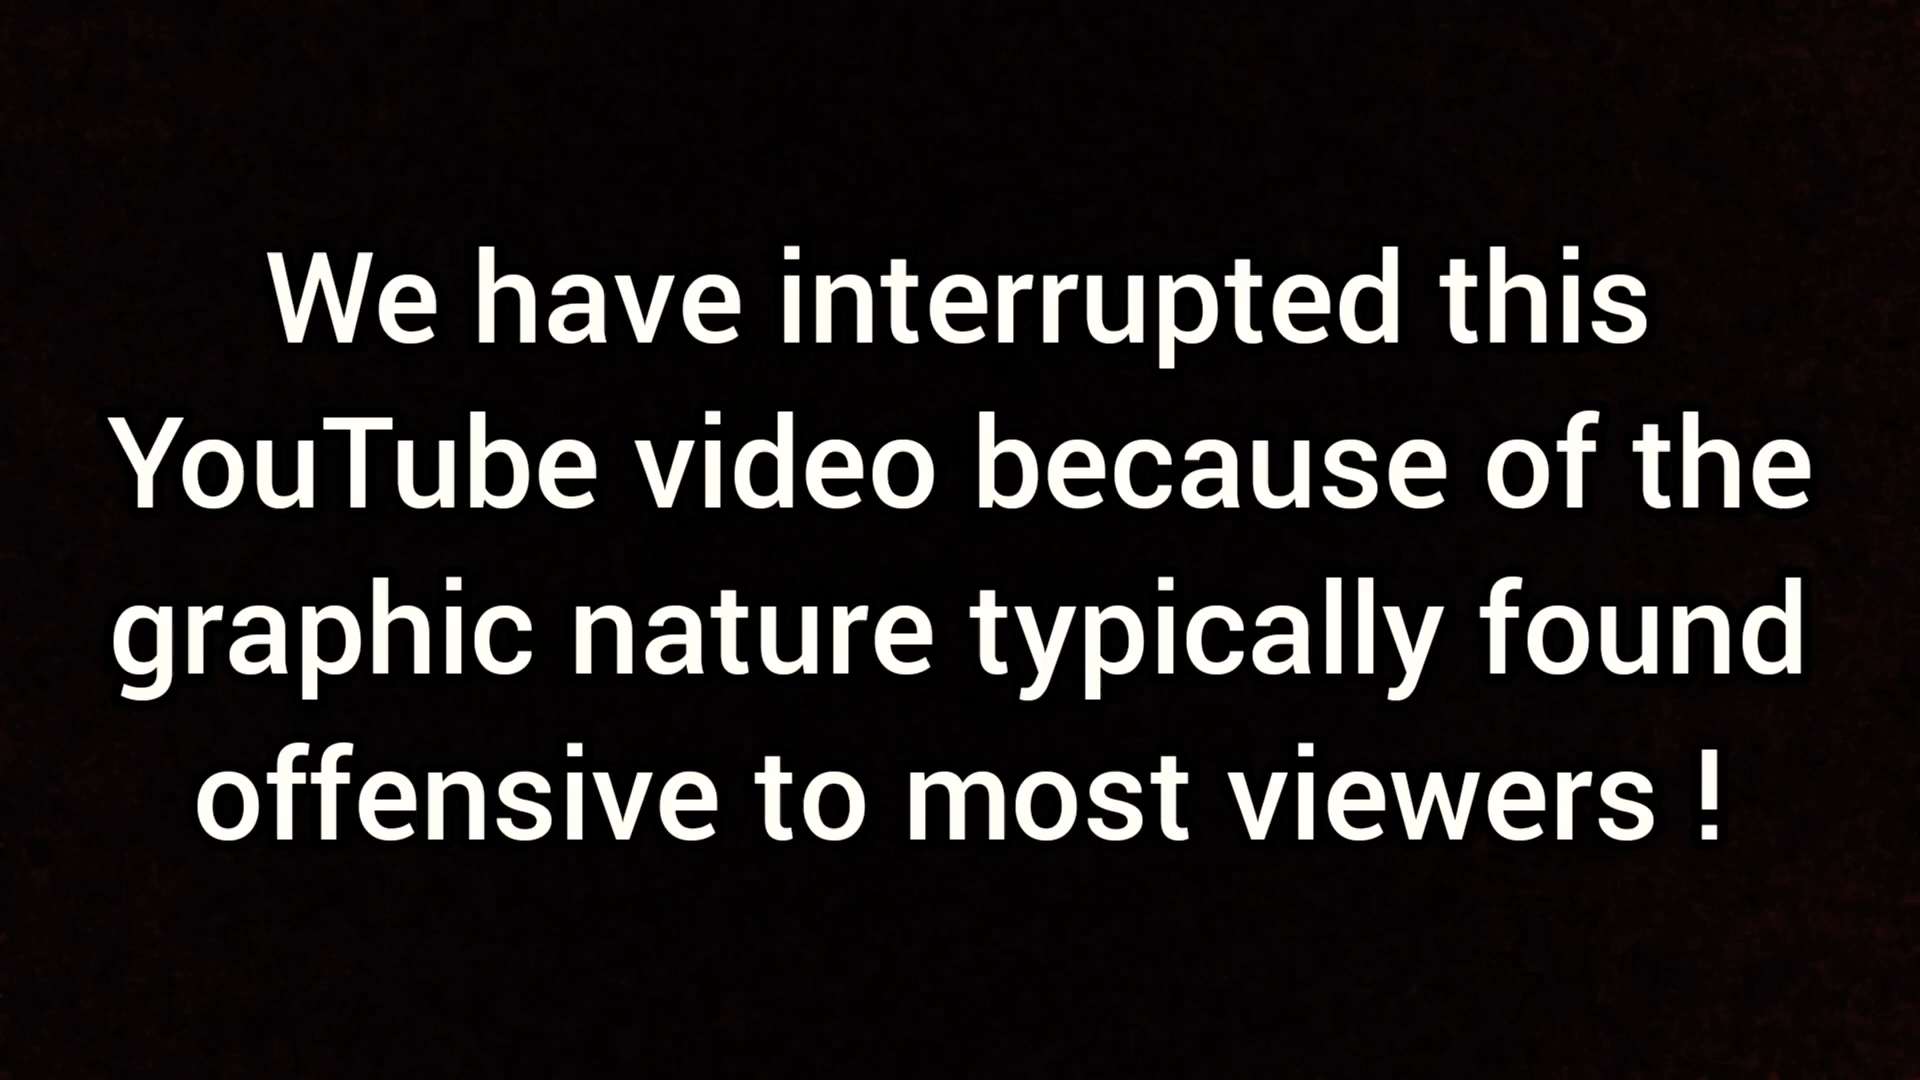 We have interrupted this
YouTube video because of the
graphic nature typically found
offensive to most viewers !